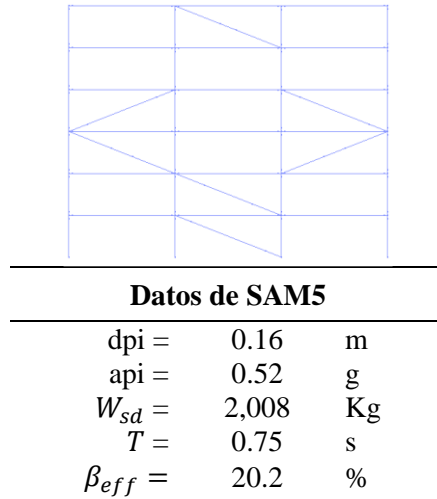 Datos de SAM5
dpi = 0.16 m
api = 0.52 g
W_sd = 2,008 Kg
T = 0.75 s
β_eff = 20.2 %